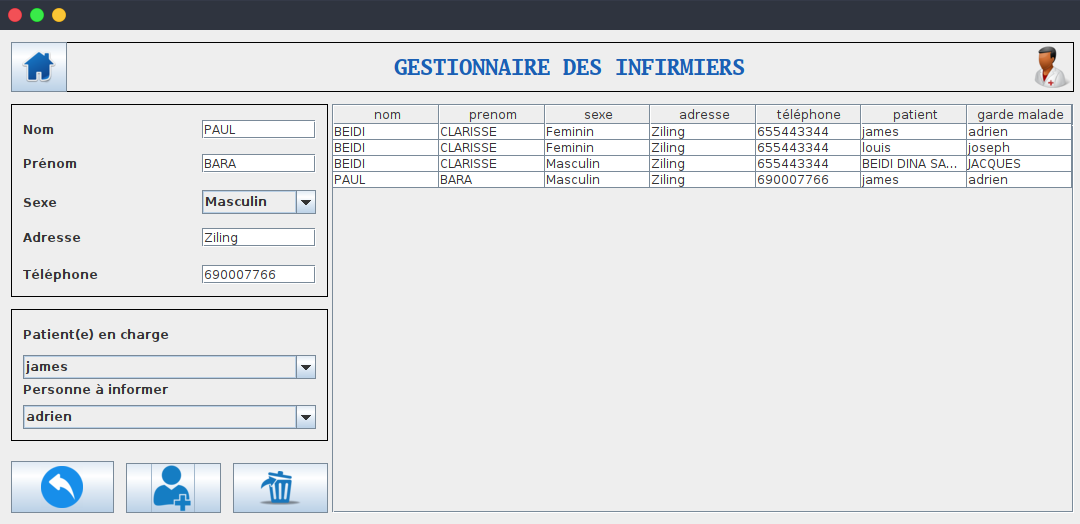 GESTIONNAIRE DES INFIRMIERS
Nom PAUL
Prénom BARA
Sexe Masculin
Adresse Ziling
Téléphone 690007766
Patient(e) en charge
james
Personne à informer
adrien
nom prenom sexe adresse téléphone patient garde malade
BEIDI CLARISSE Feminin Ziling 655443344 james adrien
BEIDI CLARISSE Feminin Ziling 655443344 louis joseph
BEIDI CLARISSE Masculin Ziling 655443344 BEIDI DINA SA... JACQUES
PAUL BARA Masculin Ziling 690007766 james adrien